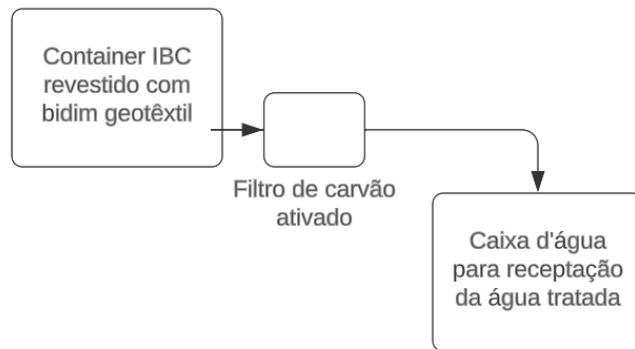 Container IBC
revestido com
bidim geotêxtil
Filtro de carvão
ativado
Caixa d'água
para receptação
da água tratada